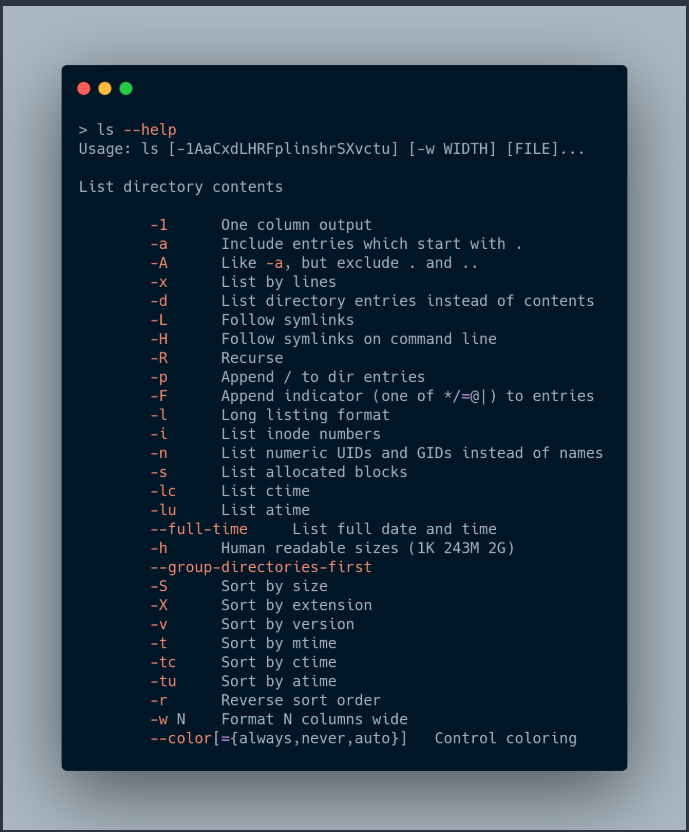 > ls --help
Usage: ls [-1AaCxdLHRFplinshrSXvctu] [-w WIDTH] [FILE]...
List directory contents
-1 One column output
-a Include entries which start with .
-A Like -a, but exclude . and ..
-x List by lines
-d List directory entries instead of contents
-L Follow symlinks
-H Follow symlinks on command line
-R Recurse
-p Append / to dir entries
-F Append indicator (one of */=@|) to entries
-l Long listing format
-i List inode numbers
-n List numeric UIDs and GIDs instead of names
-s List allocated blocks
-lc List ctime
-lu List atime
--full-time List full date and time
-h Human readable sizes (1K 243M 2G)
--group-directories-first
-S Sort by size
-X Sort by extension
-v Sort by version
-t Sort by mtime
-tc Sort by ctime
-tu Sort by atime
-r Reverse sort order
-w N Format N columns wide
--color[={always,never,auto}] Control coloring